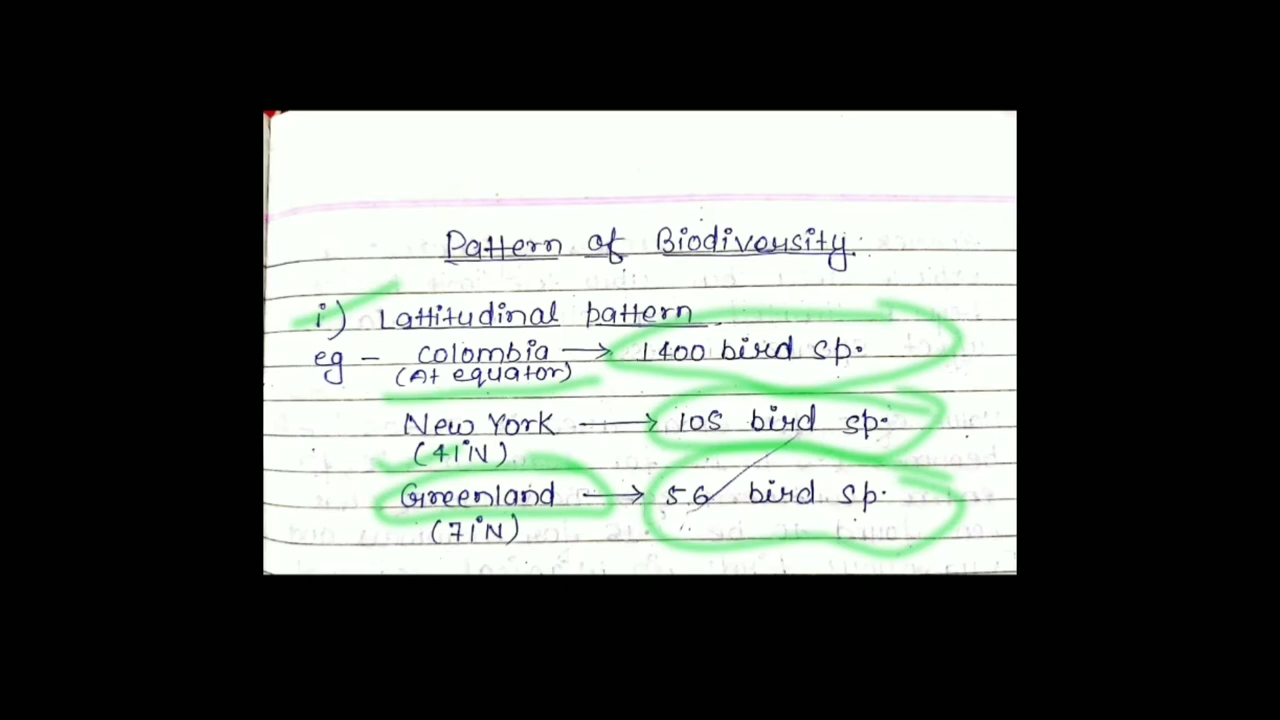 Pattern of Biodiversity
i) Lattitudinal pattern
eg - colombia → 1400 bird sp.
(At equator)
New York → 105 bird sp.
(41°N)
Greenland → 56 bird sp.
(71°N)